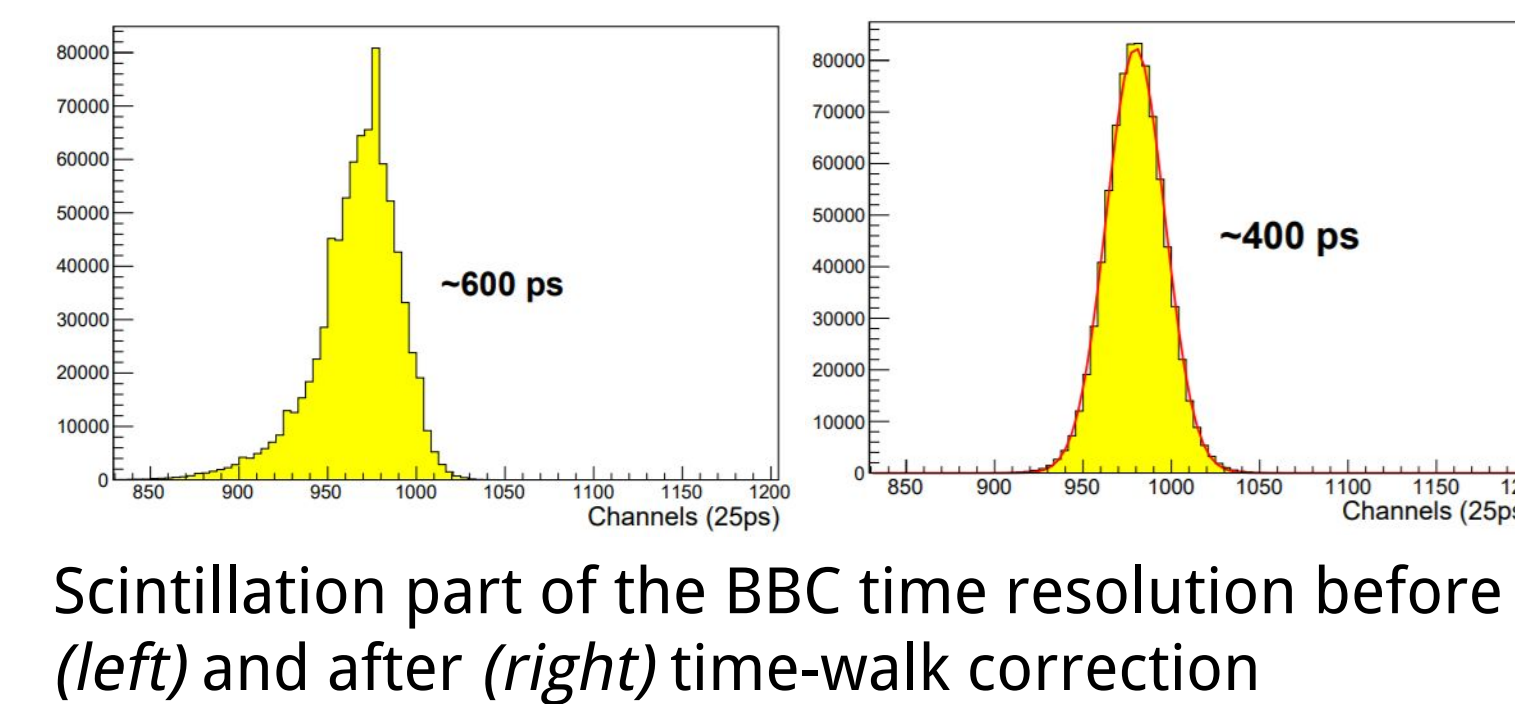 80000
70000
60000
50000
40000
30000
20000
10000
0
~600 ps
850 900 950 1000 1050 1100 1150 1200
Channels (25ps)
80000
70000
60000
50000
40000
30000
20000
10000
0
~400 ps
850 900 950 1000 1050 1100 1150
Channels (25ps
Scintillation part of the BBC time resolution before
(left) and after (right) time-walk correction